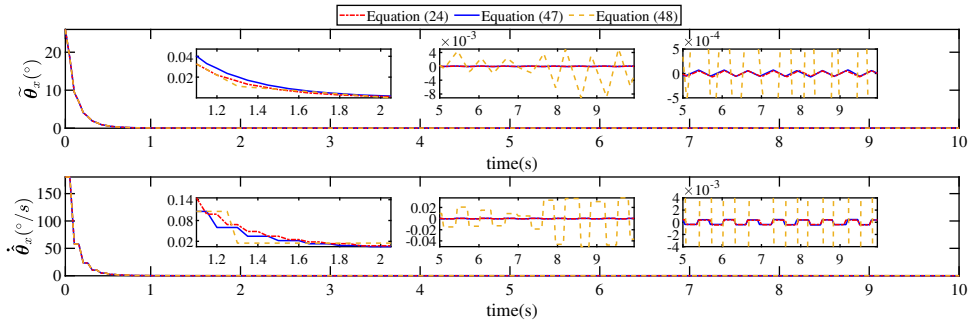 Equation (24) Equation (47) Equation (48)
θ̃x(°)
20
10
0
0.04
0.02
1.2 1.4 1.6 1.8 2
×10-3
4
0
-4
-8
5 6 7 8 9
×10-4
5
0
-5
5 6 7 8 9
0 1 2 3 4 5 6 7 8 9 10
time(s)
θ̃̇x(°/s)
150
100
50
0
0.14
0.08
0.02
1.2 1.4 1.6 1.8 2
0.02
0
-0.02
-0.04
5 6 7 8 9
×10-3
4
2
0
-2
-4
5 6 7 8 9
0 1 2 3 4 5 6 7 8 9 10
time(s)